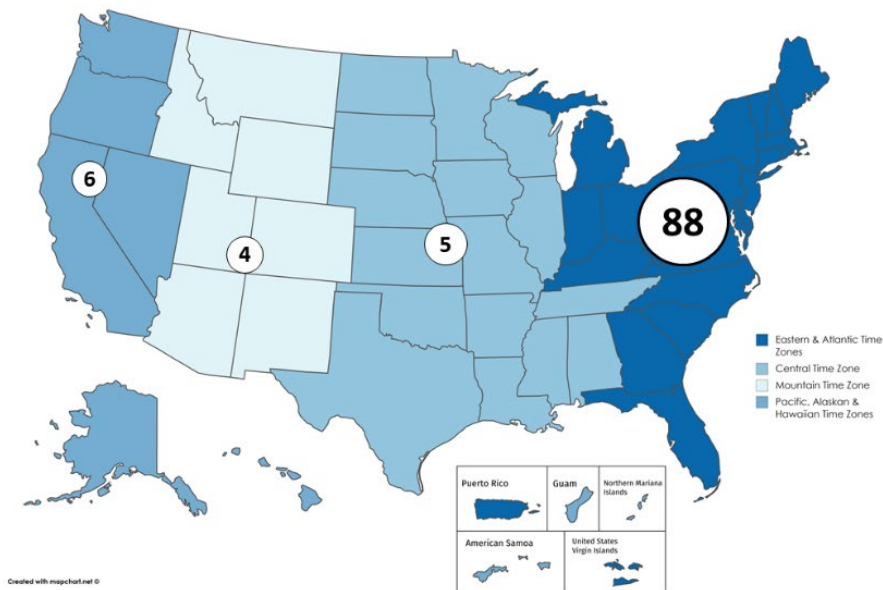 6
4
5
88
Eastern & Atlantic Time
Zones
Central Time Zone
Mountain Time Zone
Pacific, Alaskan &
Hawaiian Time Zones
Puerto Rico
Guam
Northern Mariana
Islands
American Samoa
United States
Virgin Islands
Created with mapchart.net ©